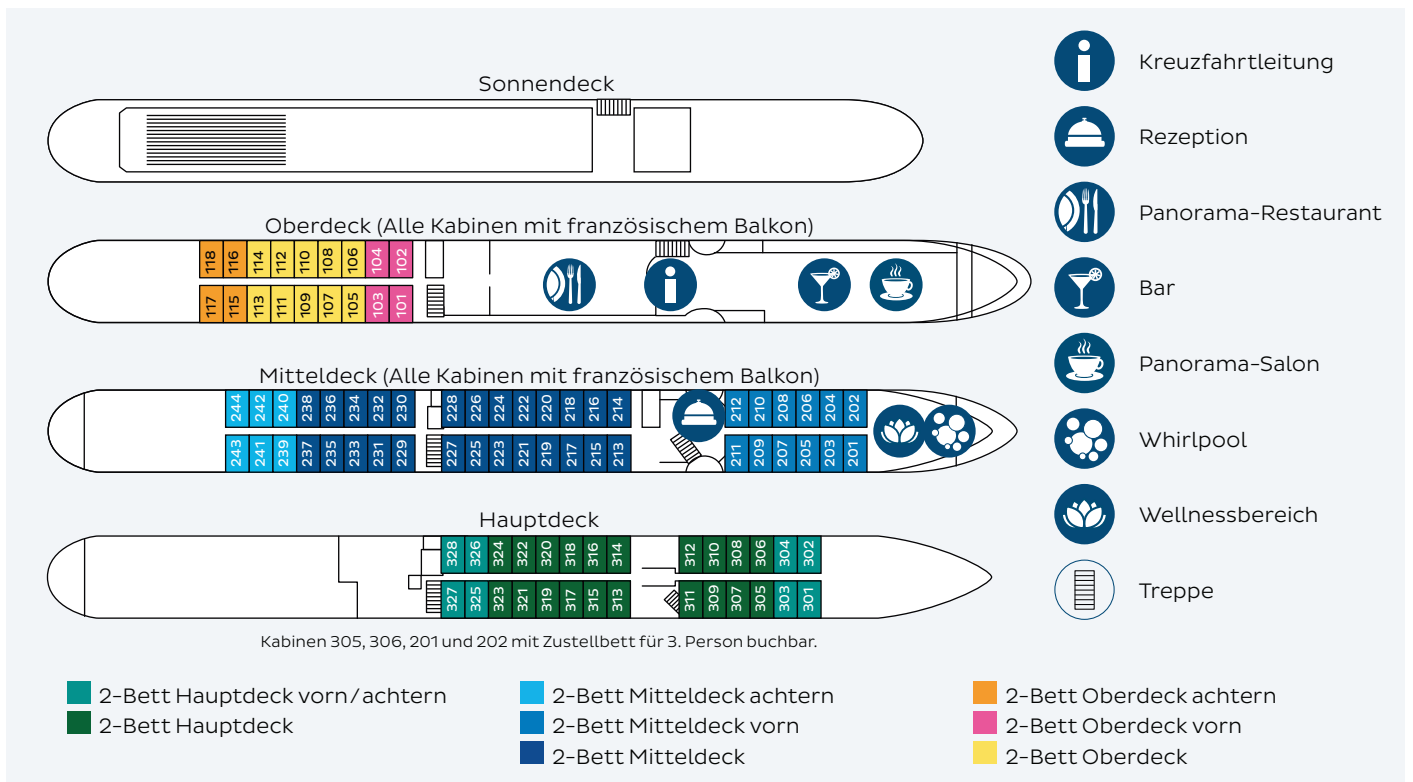 Sonnendeck
Oberdeck (Alle Kabinen mit französischem Balkon)
118 116 114 112 110 108 106 104 102
117 115 113 111 109 107 105 103 101
Mitteldeck (Alle Kabinen mit französischem Balkon)
244 242 240 238 236 234 232 230 228 226 224 222 220 218 216 214 212 210 208 206 204 202
243 241 239 237 235 233 231 229 227 225 223 221 219 217 215 213 211 209 207 205 203 201
Hauptdeck
328 326 324 322 320 318 316 314 312 310 308 306 304 302
327 325 323 321 319 317 315 313 311 309 307 305 303 301
Kabinen 305, 306, 201 und 202 mit Zustellbett für 3. Person buchbar.
Kreuzfahrtleitung
Rezeption
Panorama-Restaurant
Bar
Panorama-Salon
Whirlpool
Wellnessbereich
Treppe
2-Bett Hauptdeck vorn/achtern
2-Bett Hauptdeck
2-Bett Mitteldeck achtern
2-Bett Mitteldeck vorn
2-Bett Mitteldeck
2-Bett Oberdeck achtern
2-Bett Oberdeck vorn
2-Bett Oberdeck